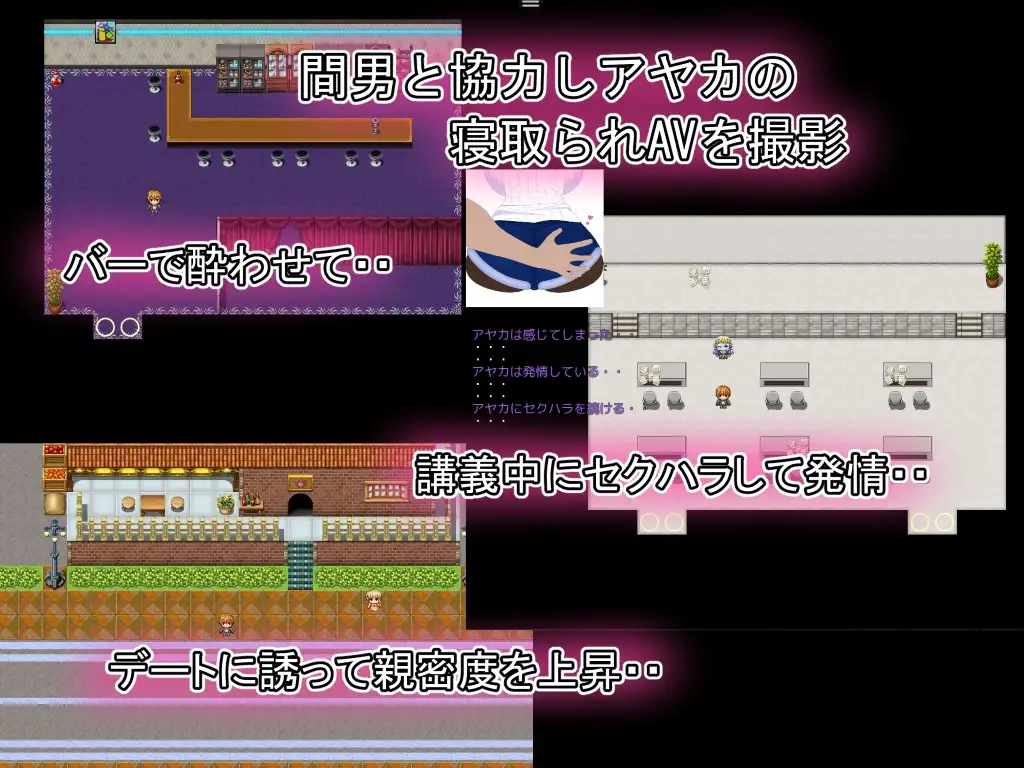 間男と協力しアヤカの
寝取られAVを撮影
バーで酔わせて・・
アヤカは感じてしまった・・
・・・
アヤカは発情している・・
・・・
アヤカにセクハラを続ける・
・・・
講義中にセクハラして発情・・
デートに誘って親密度を上昇・・